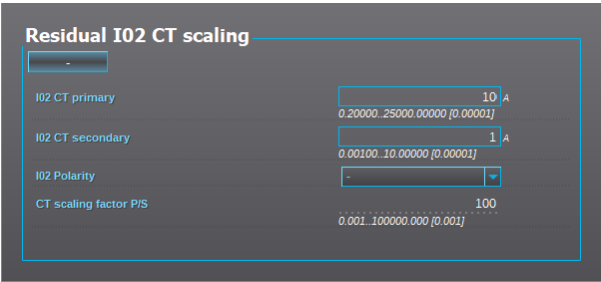 Residual I02 CT scaling
-
I02 CT primary 10 A
0.20000..25000.00000 [0.00001]
I02 CT secondary 1 A
0.00100..10.00000 [0.00001]
I02 Polarity -
CT scaling factor P/S 100
0.001..100000.000 [0.001]